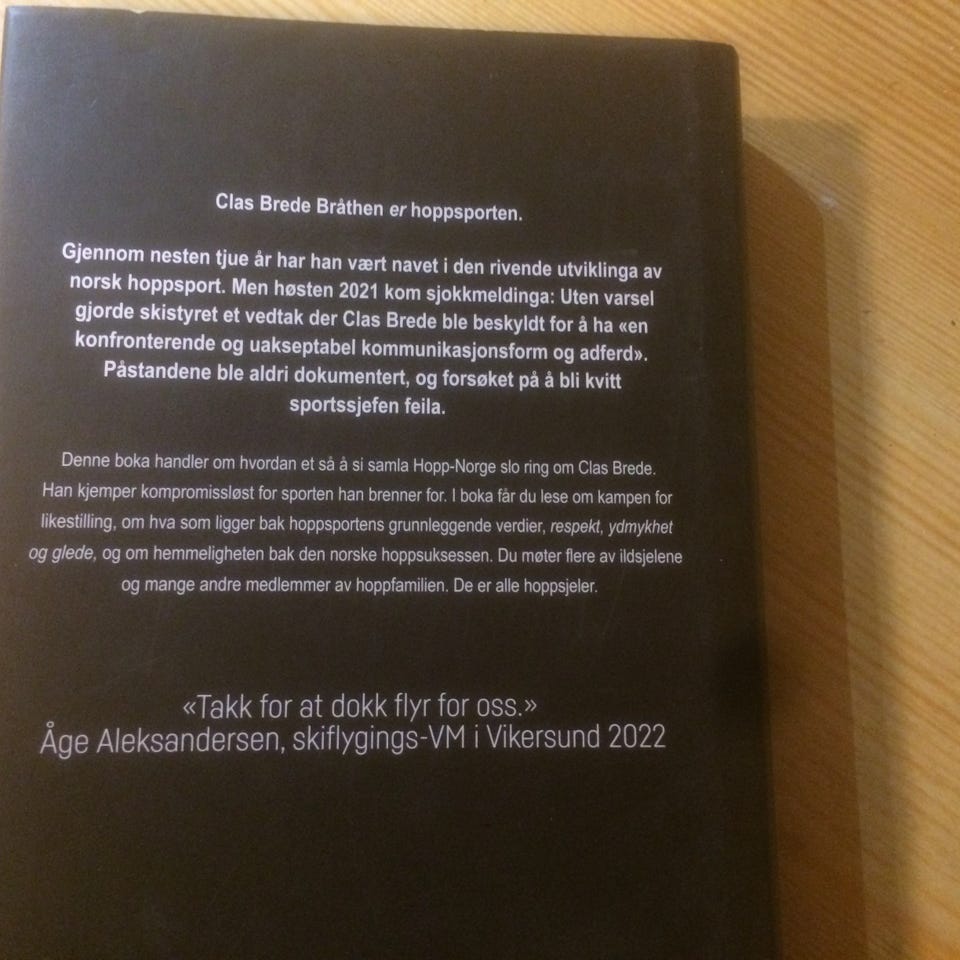 Clas Brede Bråthen er hoppsporten.
Gjennom nesten tjue år har han vært navet i den rivende utviklinga av
norsk hoppsport. Men høsten 2021 kom sjokkmeldinga: Uten varsel
gjorde skistyret et vedtak der Clas Brede ble beskyldt for å ha «en
konfronterende og uakseptabel kommunikasjonsform og adferd».
Påstandene ble aldri dokumentert, og forsøket på å bli kvitt
sportssjefen feila.
Denne boka handler om hvordan et så å si samla Hopp-Norge slo ring om Clas Brede.
Han kjemper kompromissløst for sporten han brenner for. I boka får du lese om kampen for
likestilling, om hva som ligger bak hoppsportens grunnleggende verdier, respekt, ydmykhet
og glede, og om hemmeligheten bak den norske hoppsuksessen. Du møter flere av ildsjelene
og mange andre medlemmer av hoppfamilien. De er alle hoppsjeler.
«Takk for at dokk flyr for oss.»
Åge Aleksandersen, skiflygings-VM i Vikersund 2022